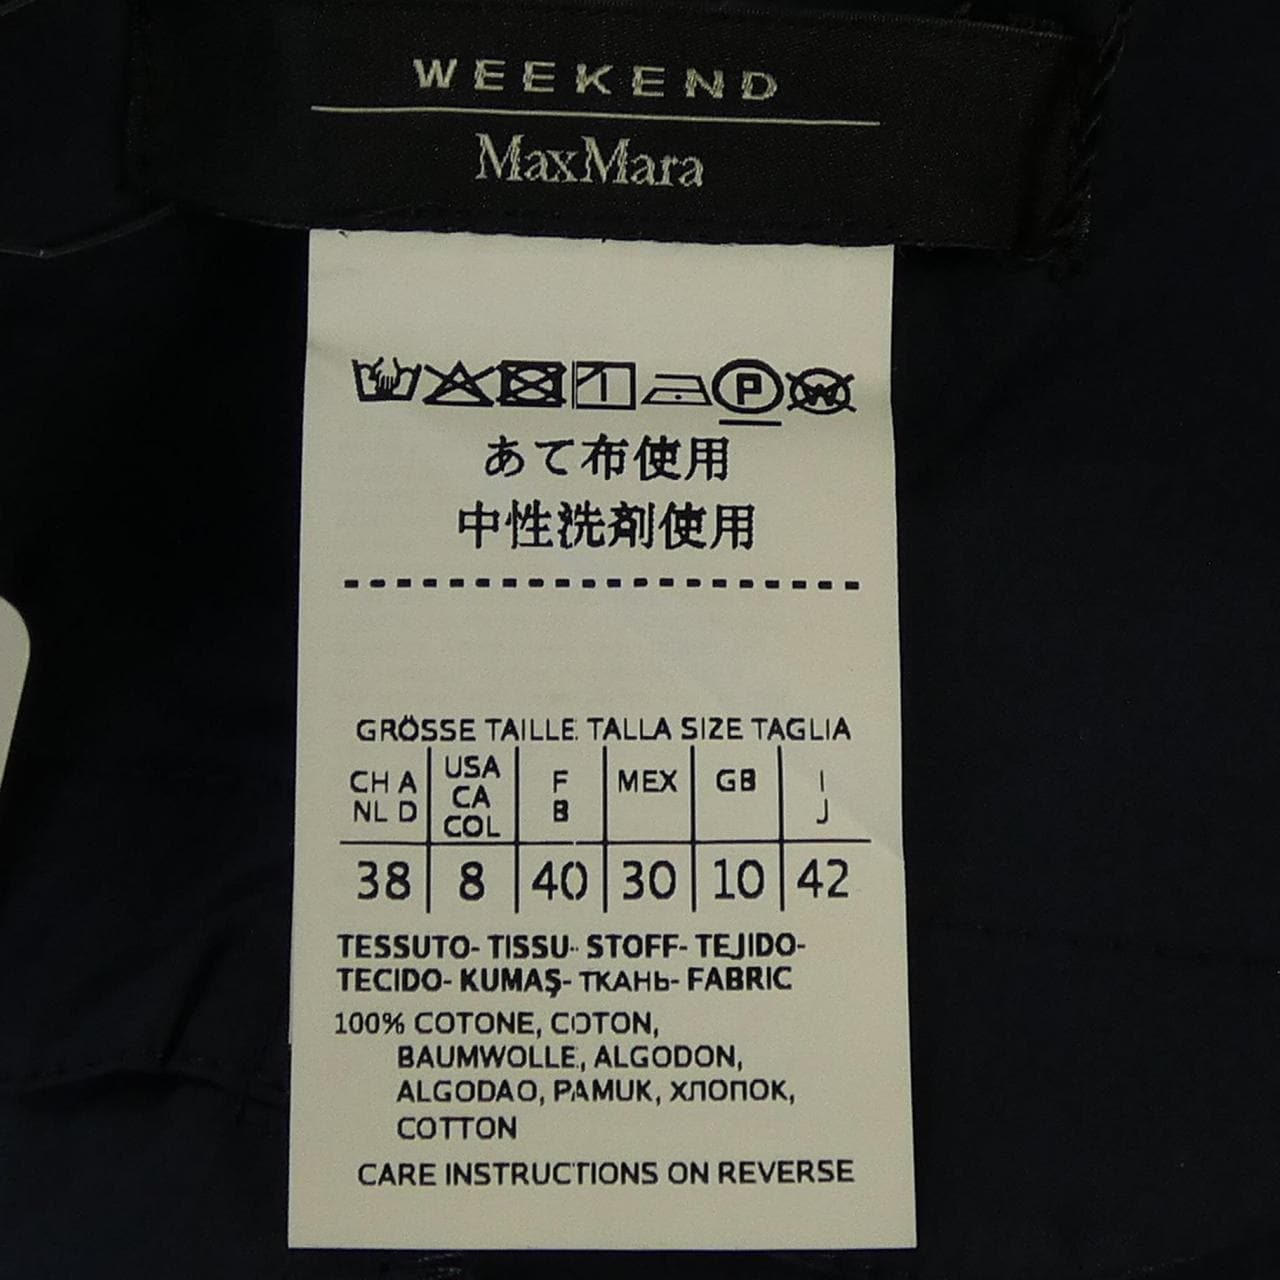 WEEKEND
MaxMara
P W
あて布使用
中性洗剤使用
GRÖSSE TAILLE TALLA SIZE TAGLIA
CH A NL D USA CA COL F B MEX GB I J
38 8 40 30 10 42
TESSUTO- TISSU- STOFF- TEJIDO-
TECIDO- KUMAŞ- ТКАНЬ- FABRIC
100% COTONE, COTON,
BAUMWOLLE, ALGODON,
ALGODAO, PAMUK, ХЛОПОК,
COTTON
CARE INSTRUCTIONS ON REVERSE